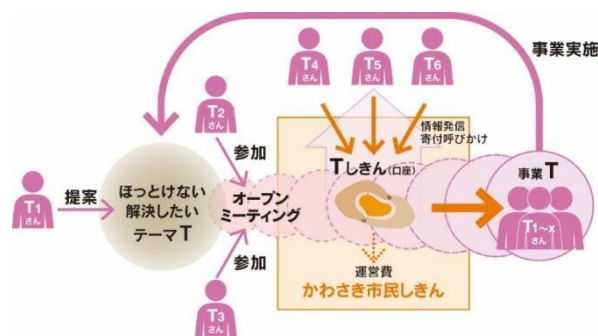 事業実施
T4
さん
T5
さん
T6
さん
T2
さん
参加
情報発信
寄付呼びかけ
Tしきん(口座)
T1
さん
提案
ほっとけない
解決したい
テーマT
オープン
ミーティング
事業T
T1~x
さん
参加
運営費
かわさき市民しきん
T3
さん